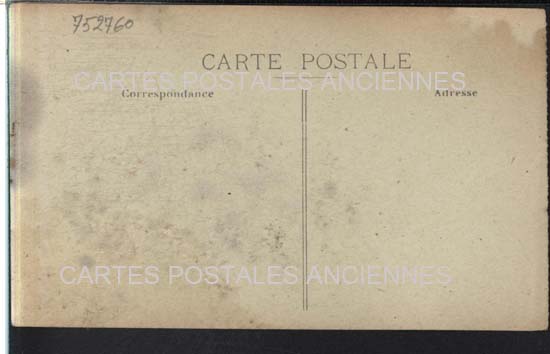 752760
CARTE POSTALE
CARTES POSTALES ANCIENNES
Correspondance
Adresse
CARTES POSTALES ANCIENNES